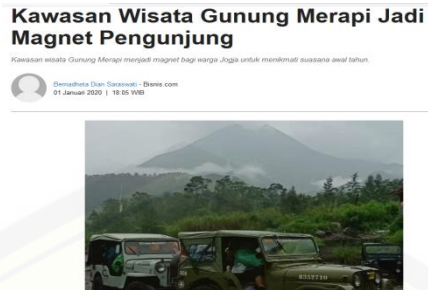 Kawasan Wisata Gunung Merapi Jadi
Magnet Pengunjung
Kawasan wisata Gunung Merapi menjadi magnet bagi warga Jogja untuk menikmati suasana awal tahun.
Bernadheta Dian Saraswati - Bisnis.com
01 Januari 2020 | 18:05 WIB